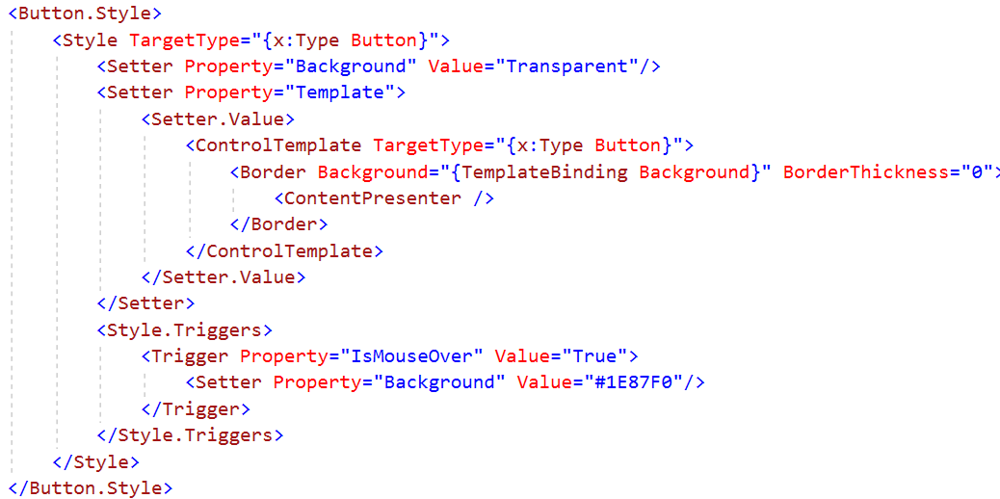 <Button.Style>
    <Style TargetType="{x:Type Button}">
        <Setter Property="Background" Value="Transparent"/>
        <Setter Property="Template">
            <Setter.Value>
                <ControlTemplate TargetType="{x:Type Button}">
                    <Border Background="{TemplateBinding Background}" BorderThickness="0">
                        <ContentPresenter />
                    </Border>
                </ControlTemplate>
            </Setter.Value>
        </Setter>
        <Style.Triggers>
            <Trigger Property="IsMouseOver" Value="True">
                <Setter Property="Background" Value="#1E87F0"/>
            </Trigger>
        </Style.Triggers>
    </Style>
</Button.Style>